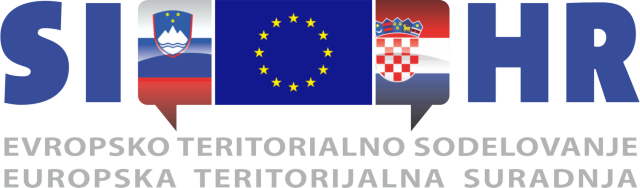 SI HR
EVROPSKO TERITORIALNO SODELOVANJE
EUROPSKA TERITORIJALNA SURADNJA